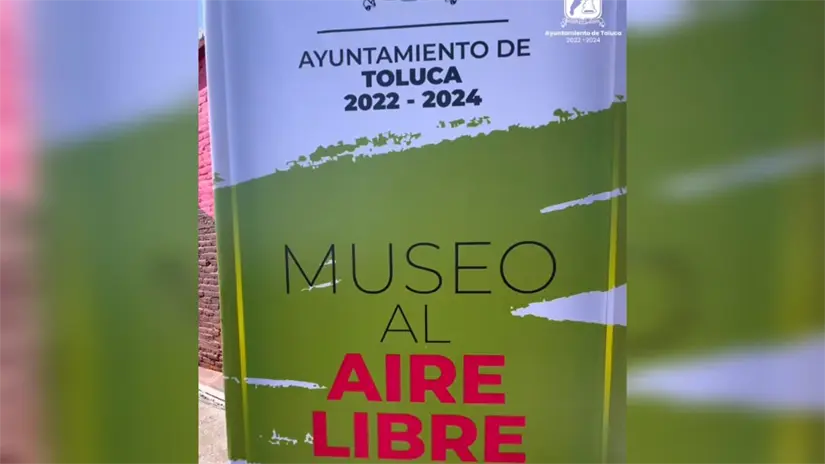 AYUNTAMIENTO DE
TOLUCA
2022 - 2024
Ayuntamiento de Toluca
2022 - 2024
MUSEO
AL
AIRE
LIBRE